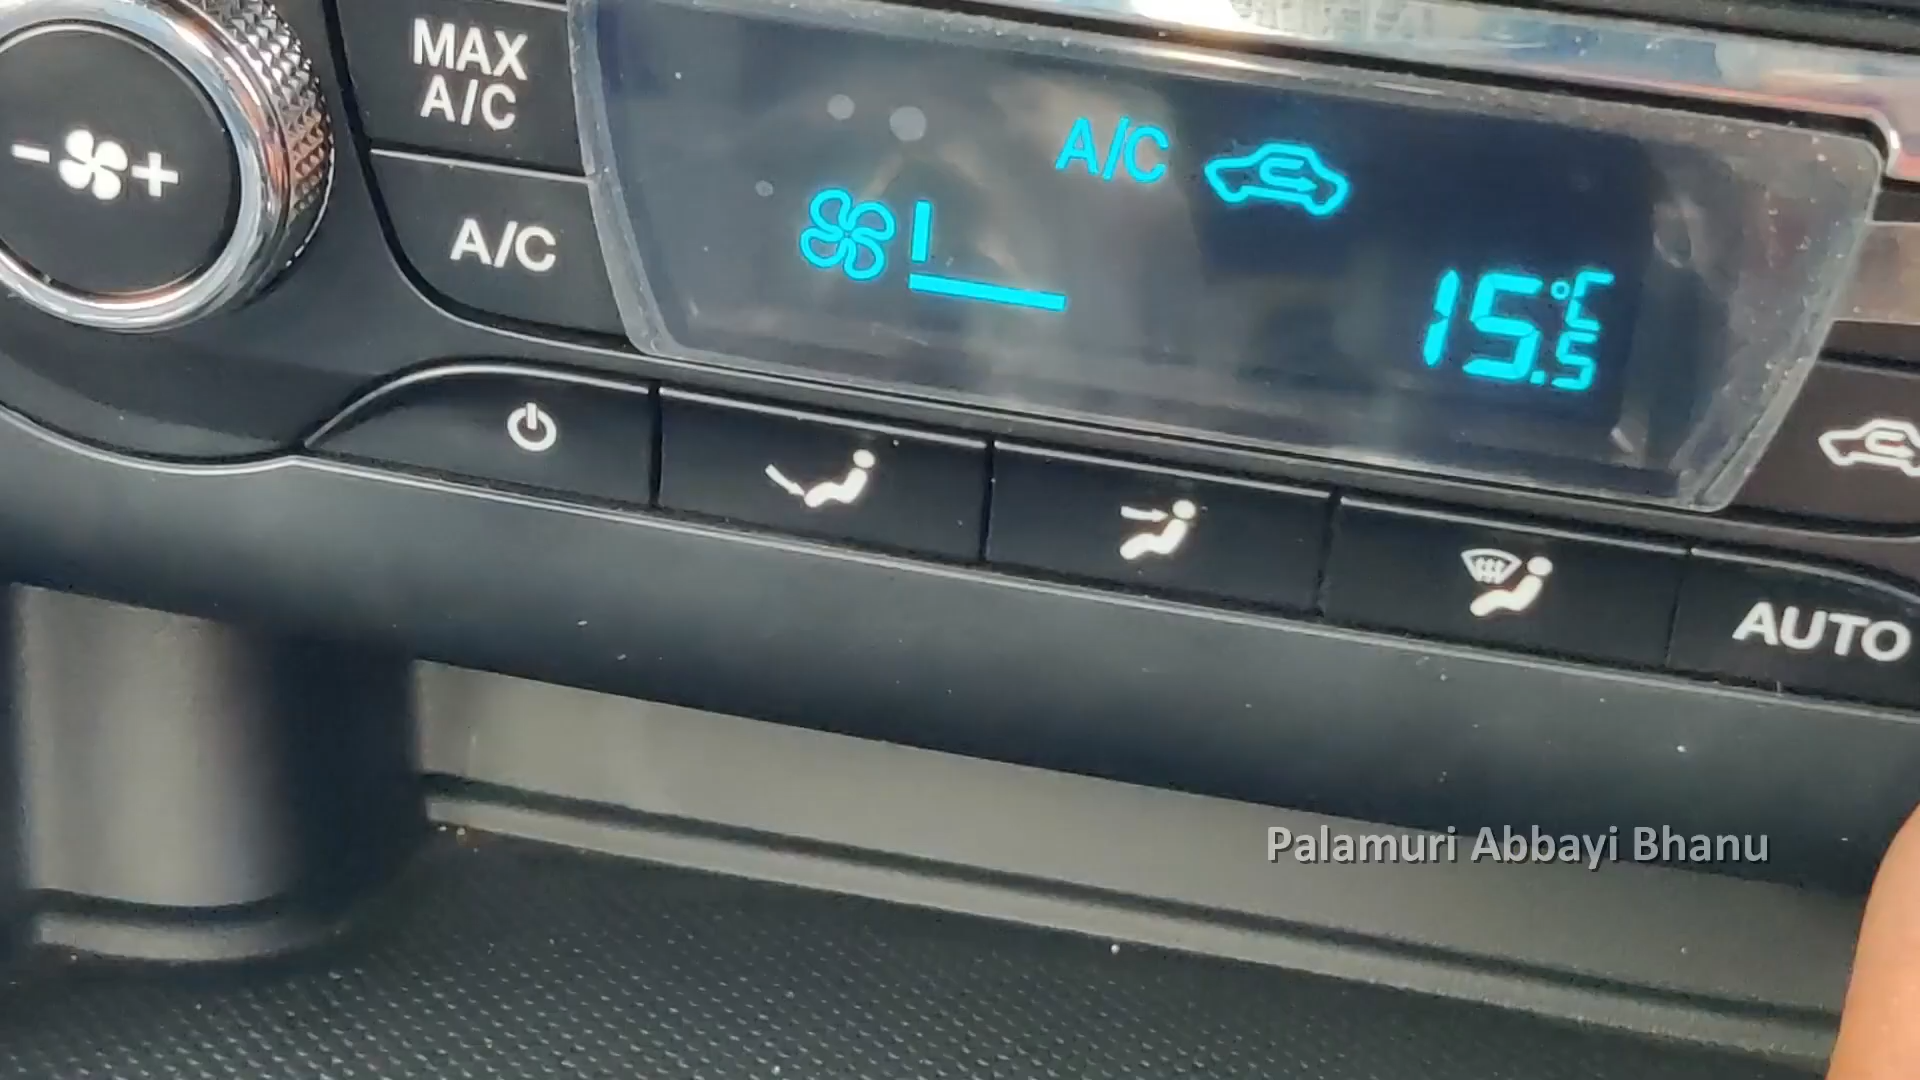 MAX
A/C
A/C
- +
A/C
15.5°C
AUTO
Palamuri Abbayi Bhanu